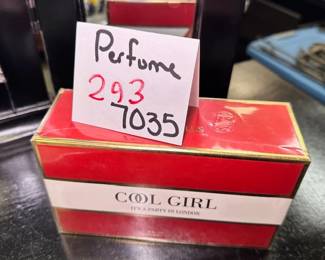 Perfume
293
7035
COOL GIRL
IT'S A PARTY IN LONDON